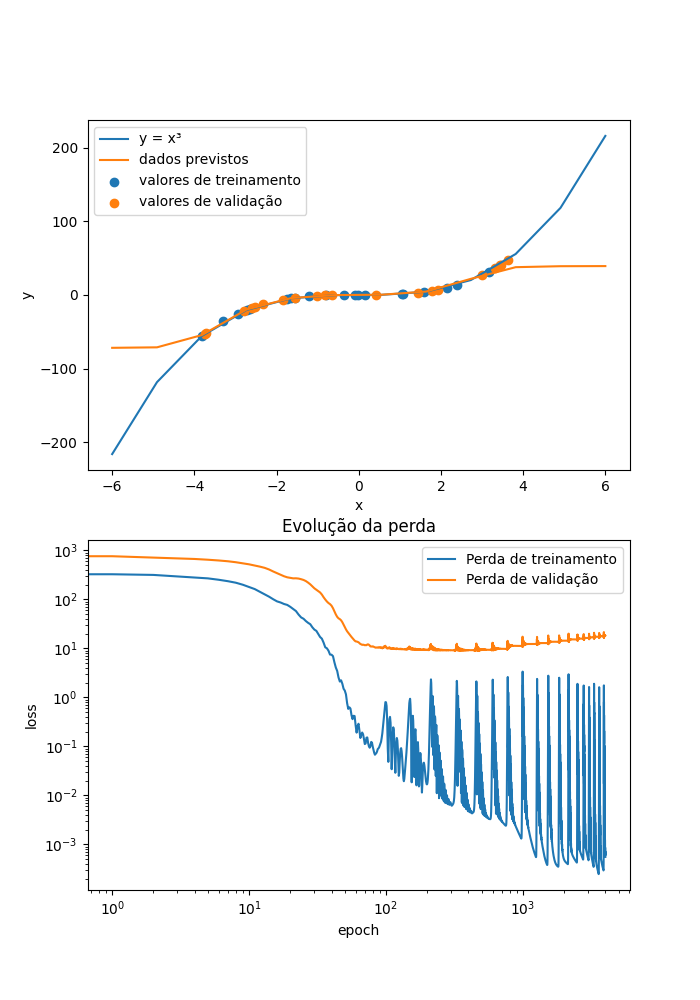 y = x³
dados previstos
valores de treinamento
valores de validação
200
100
0
−100
−200
y
−6 −4 −2 0 2 4 6
x
Evolução da perda
Perda de treinamento
Perda de validação
10³
10²
10¹
10⁰
10⁻¹
10⁻²
10⁻³
loss
10⁰ 10¹ 10² 10³
epoch